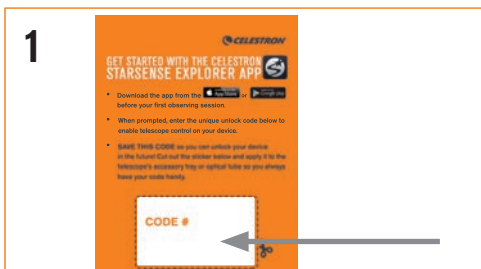 1
CELESTRON
GET STARTED WITH THE CELESTRON
STARSENSE EXPLORER APP
• Download the app from the App Store or Google play
before your first observing session.
• When prompted, enter the unique unlock code below to
enable telescope control on your device.
• SAVE THIS CODE so you can unlock your device
in the future! Cut out the sticker below and apply it to the
telescope's accessory tray or optical tube so you always
have your code handy.
CODE #